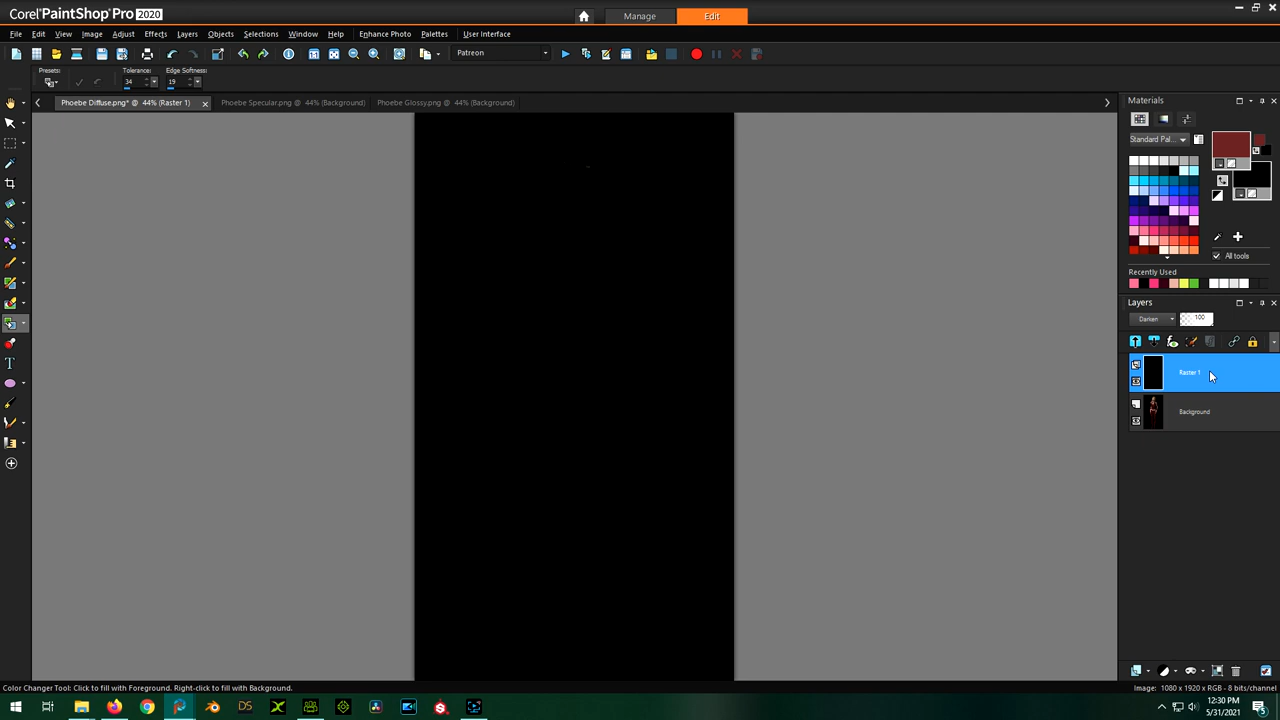 Corel®PaintShop®Pro 2020
Manage
Edit
File Edit View Image Adjust Effects Layers Objects Selections Window Help Enhance Photo Palettes User Interface
Patreon
Presets:
Tolerance:
Edge Softness:
34
19
Phoebe Diffuse.png* @ 44% (Raster 1)
Phoebe Specular.png @ 44% (Background)
Phoebe Glossy.png @ 44% (Background)
Materials
Standard Pal...
All tools
Recently Used
Layers
Darken
100
Raster 1
Background
Color Changer Tool: Click to fill with Foreground. Right-click to fill with Background.
Image: 1080 x 1920 x RGB - 8 bits/channel
DS
12:30 PM
5/31/2021